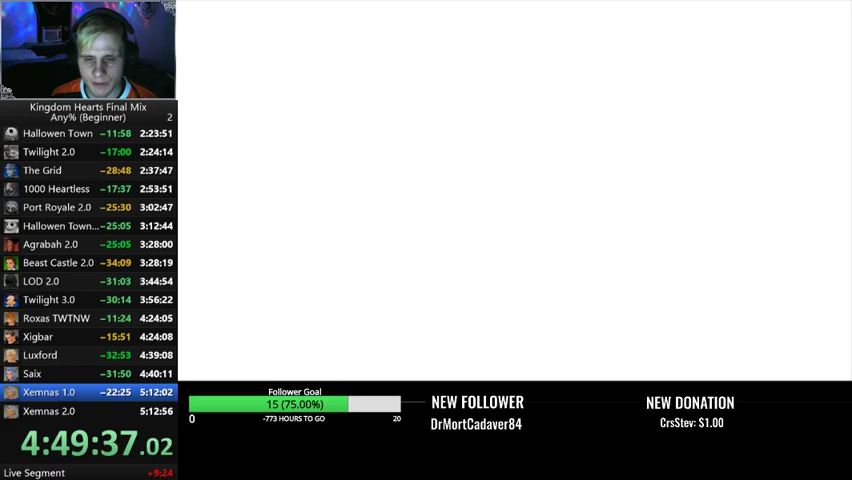 Kingdom Hearts Final Mix
Any% (Beginner) 2
Hallowen Town −11:58 2:23:51
Twilight 2.0 −17:00 2:24:14
The Grid −28:48 2:37:47
1000 Heartless −17:37 2:53:51
Port Royale 2.0 −25:30 3:02:47
Hallowen Town... −25:05 3:12:44
Agrabah 2.0 −25:05 3:28:00
Beast Castle 2.0 −34:09 3:28:19
LOD 2.0 −31:03 3:44:54
Twilight 3.0 −30:14 3:56:22
Roxas TWTNW −11:24 4:24:05
Xigbar −15:51 4:24:08
Luxford −32:53 4:39:08
Saix −31:50 4:40:11
Xemnas 1.0 −22:25 5:12:02
Xemnas 2.0 5:12:56
4:49:37.02
Live Segment +9:24
Follower Goal
15 (75.00%)
0 -773 HOURS TO GO 20
NEW FOLLOWER
DrMortCadaver84
NEW DONATION
CrsStev: $1.00